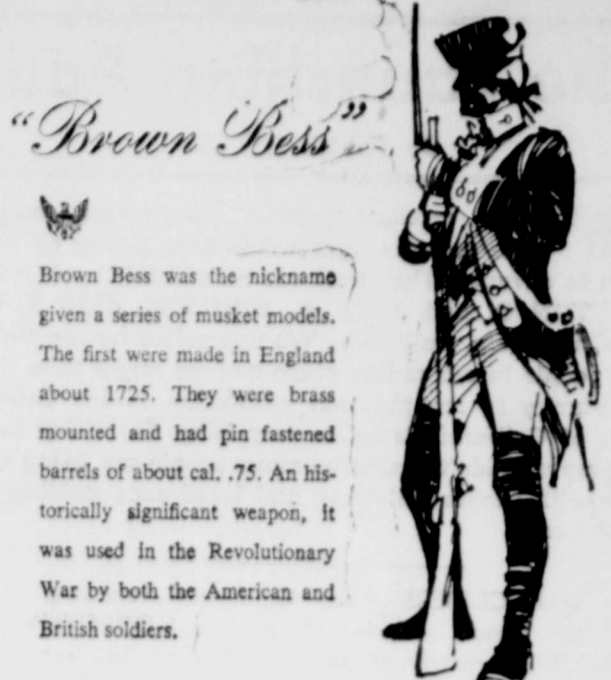 “Brown Bess”
Brown Bess was the nickname
given a series of musket models.
The first were made in England
about 1725. They were brass
mounted and had pin fastened
barrels of about cal. .75. An his-
torically significant weapon, it
was used in the Revolutionary
War by both the American and
British soldiers.